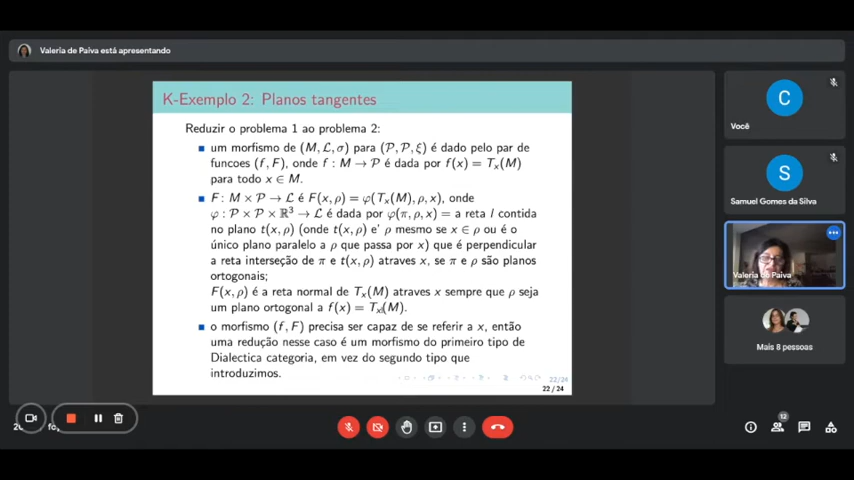 Valeria de Paiva está apresentando
K-Exemplo 2: Planos tangentes
Reduzir o problema 1 ao problema 2:
um morfismo de (M, ℒ, σ) para (𝒫, 𝒫, ξ) é dado pelo par de
funcoes (f, F), onde f : M → 𝒫 é dada por f(x) = Tₓ(M)
para todo x ∈ M.
F : M × 𝒫 → ℒ é F(x, ρ) = φ(Tₓ(M), ρ, x), onde
φ : 𝒫 × 𝒫 × ℝ³ → ℒ é dada por φ(π, ρ, x) = a reta l contida
no plano t(x, ρ) (onde t(x, ρ) e' ρ mesmo se x ∈ ρ ou é o
único plano paralelo a ρ que passa por x) que é perpendicular
a reta interseção de π e t(x, ρ) atraves x, se π e ρ são planos
ortogonais;
F(x, ρ) é a reta normal de Tₓ(M) atraves x sempre que ρ seja
um plano ortogonal a f(x) = Tₓ(M).
o morfismo (f, F) precisa ser capaz de se referir a x, então
uma redução nesse caso é um morfismo do primeiro tipo de
Dialectica categoria, em vez do segundo tipo que
introduzimos.
22/24
22 / 24
C
Você
S
Samuel Gomes da Silva
Valeria de Paiva
Mais 8 pessoas
12